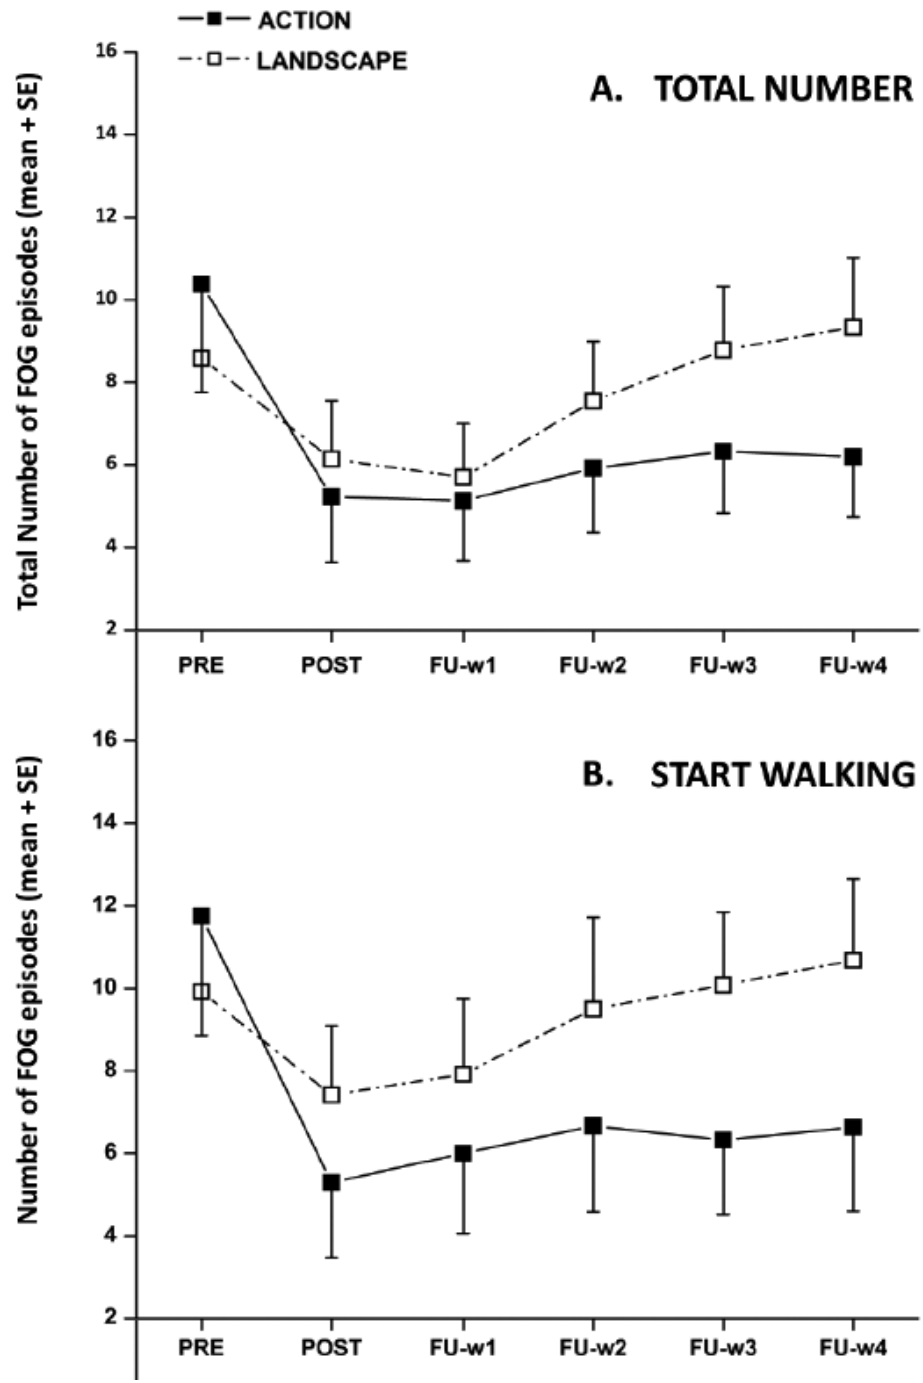 ACTION
LANDSCAPE
A. TOTAL NUMBER
Total Number of FOG episodes (mean + SE)
16
14
12
10
8
6
4
2
PRE POST FU-w1 FU-w2 FU-w3 FU-w4
B. START WALKING
Number of FOG episodes (mean + SE)
16
14
12
10
8
6
4
2
PRE POST FU-w1 FU-w2 FU-w3 FU-w4